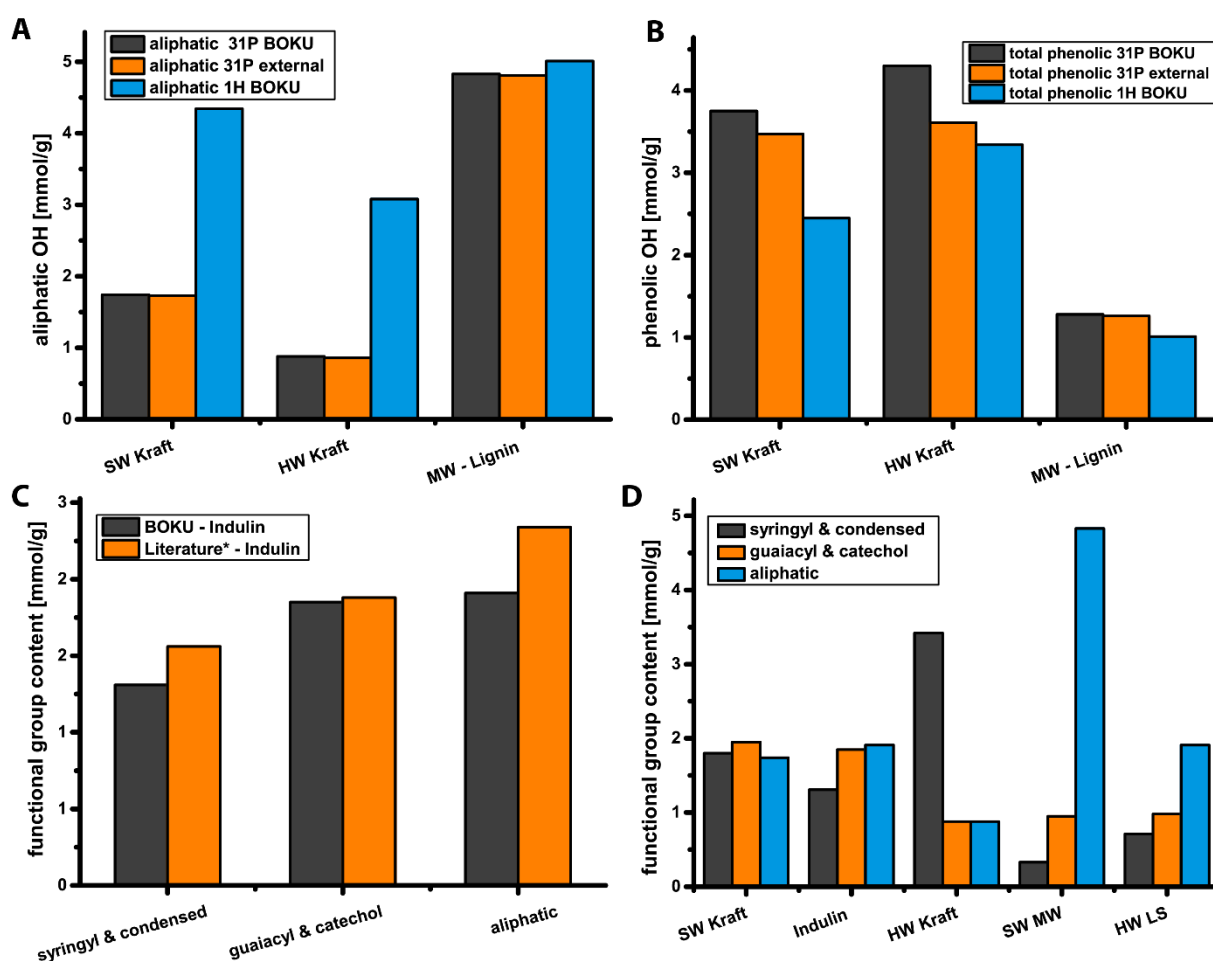 A
aliphatic 31P BOKU
aliphatic 31P external
aliphatic 1H BOKU
aliphatic OH [mmol/g]
5
4
3
2
1
0
SW Kraft
HW Kraft
MW - Lignin
B
total phenolic 31P BOKU
total phenolic 31P external
total phenolic 1H BOKU
phenolic OH [mmol/g]
4
3
2
1
0
SW Kraft
HW Kraft
MW - Lignin
C
BOKU - Indulin
Literature* - Indulin
functional group content [mmol/g]
3
2
2
1
1
0
syringyl & condensed
guaiacyl & catechol
aliphatic
D
syringyl & condensed
guaiacyl & catechol
aliphatic
functional group content [mmol/g]
5
4
3
2
1
0
SW Kraft
Indulin
HW Kraft
SW MW
HW LS